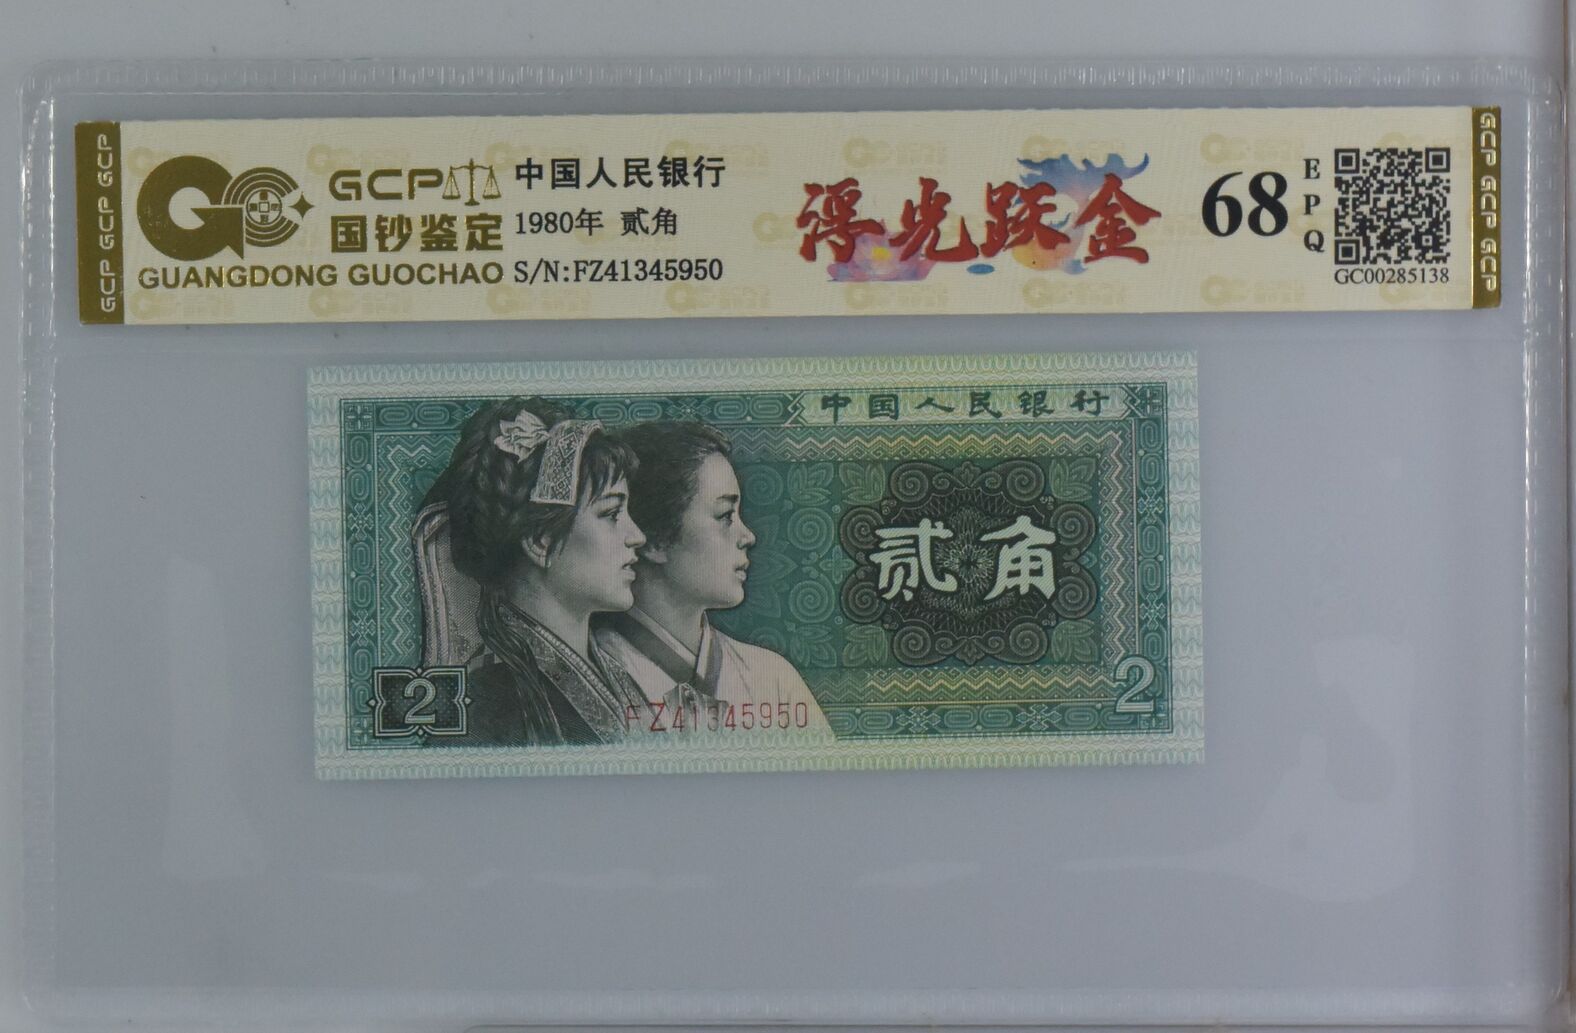 GCP GCP GCP
GCP
国钞鉴定
GUANGDONG GUOCHAO
中国人民银行
1980年 贰角
S/N:FZ41345950
浮光跃金
68
EPQ
GC00285138
GCP GCP GCP
中国人民银行
贰角
2
2
FZ41345950